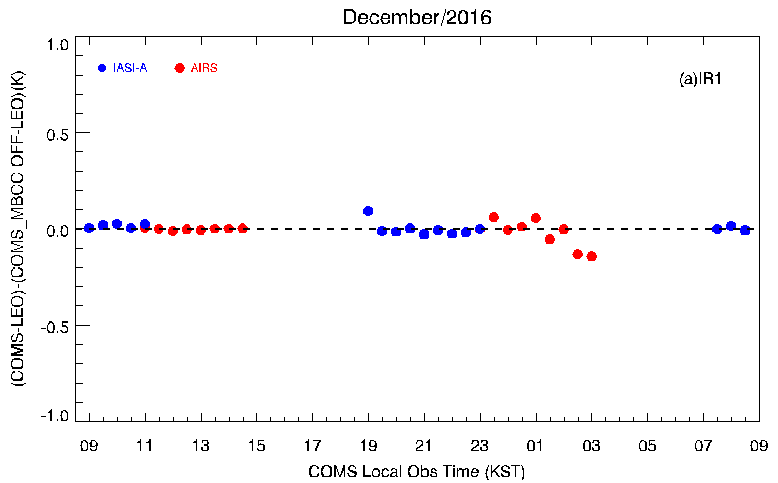 December/2016
1.0
IASI-A AIRS
(a)IR1
0.5
0.0
-0.5
-1.0
(COMS-LEO)-(COMS_MBCC OFF-LEO)(K)
09 11 13 15 17 19 21 23 01 03 05 07 09
COMS Local Obs Time (KST)